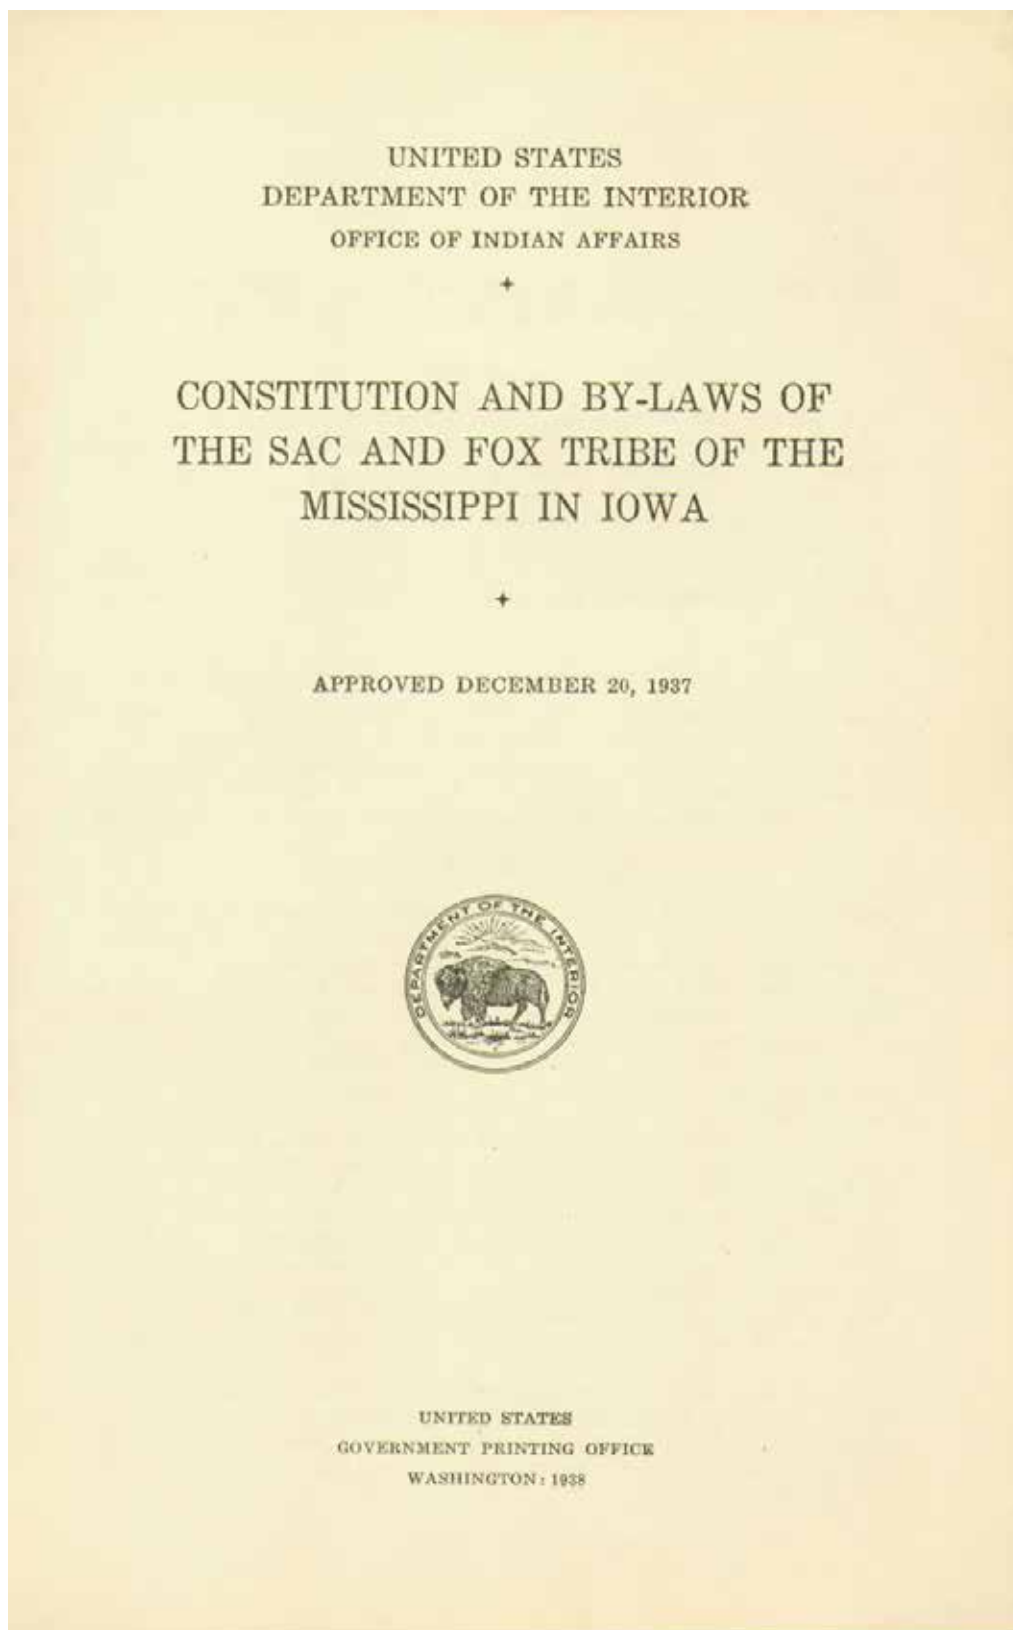 UNITED STATES
DEPARTMENT OF THE INTERIOR
OFFICE OF INDIAN AFFAIRS
CONSTITUTION AND BY-LAWS OF
THE SAC AND FOX TRIBE OF THE
MISSISSIPPI IN IOWA
APPROVED DECEMBER 20, 1937
DEPARTMENT OF THE INTERIOR
UNITED STATES
GOVERNMENT PRINTING OFFICE
WASHINGTON: 1938